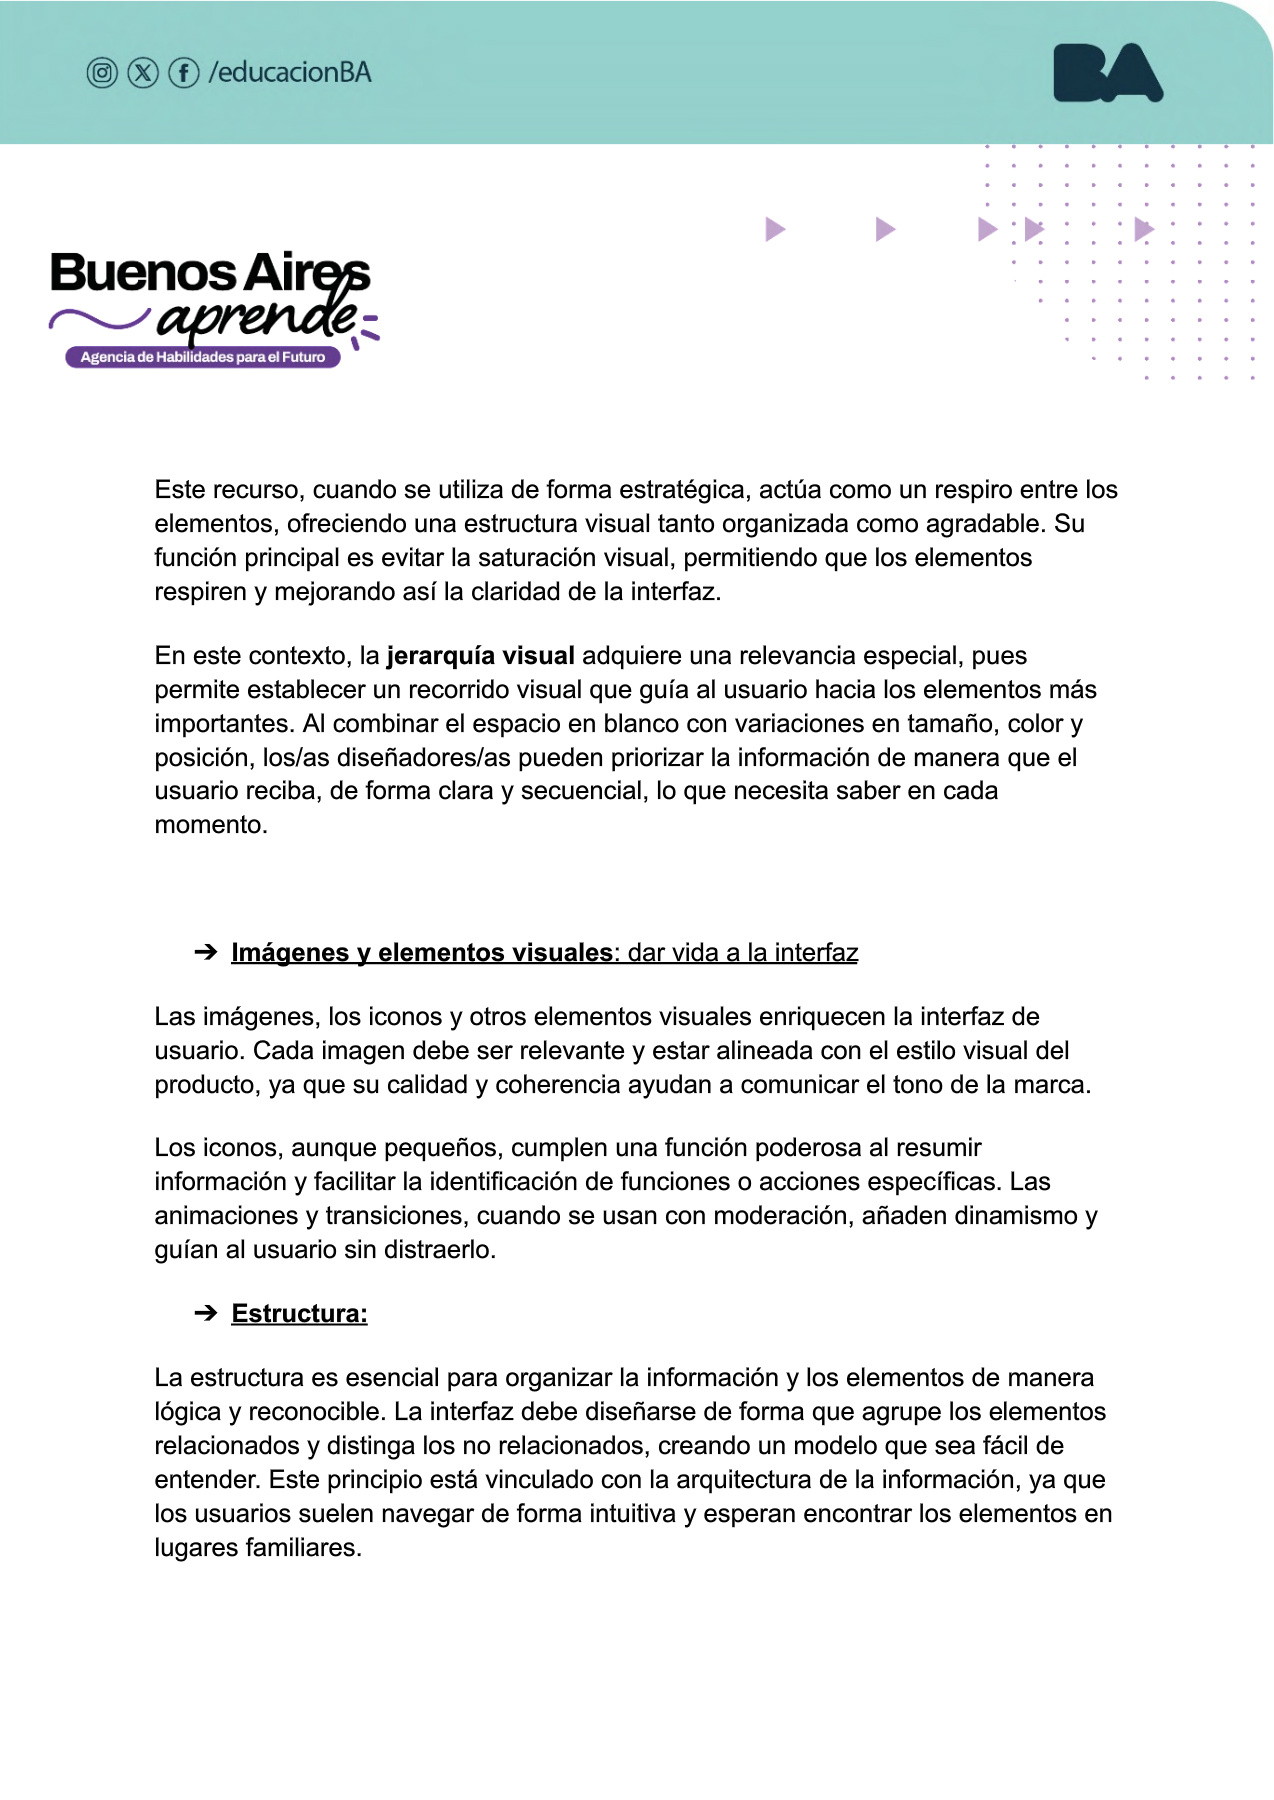 /educacionBA
BA
Buenos Aires
aprende
Agencia de Habilidades para el Futuro
Este recurso, cuando se utiliza de forma estratégica, actúa como un respiro entre los
elementos, ofreciendo una estructura visual tanto organizada como agradable. Su
función principal es evitar la saturación visual, permitiendo que los elementos
respiren y mejorando así la claridad de la interfaz.
En este contexto, la jerarquía visual adquiere una relevancia especial, pues
permite establecer un recorrido visual que guía al usuario hacia los elementos más
importantes. Al combinar el espacio en blanco con variaciones en tamaño, color y
posición, los/as diseñadores/as pueden priorizar la información de manera que el
usuario reciba, de forma clara y secuencial, lo que necesita saber en cada
momento.
➔ Imágenes y elementos visuales: dar vida a la interfaz
Las imágenes, los iconos y otros elementos visuales enriquecen la interfaz de
usuario. Cada imagen debe ser relevante y estar alineada con el estilo visual del
producto, ya que su calidad y coherencia ayudan a comunicar el tono de la marca.
Los iconos, aunque pequeños, cumplen una función poderosa al resumir
información y facilitar la identificación de funciones o acciones específicas. Las
animaciones y transiciones, cuando se usan con moderación, añaden dinamismo y
guían al usuario sin distraerlo.
➔ Estructura:
La estructura es esencial para organizar la información y los elementos de manera
lógica y reconocible. La interfaz debe diseñarse de forma que agrupe los elementos
relacionados y distinga los no relacionados, creando un modelo que sea fácil de
entender. Este principio está vinculado con la arquitectura de la información, ya que
los usuarios suelen navegar de forma intuitiva y esperan encontrar los elementos en
lugares familiares.